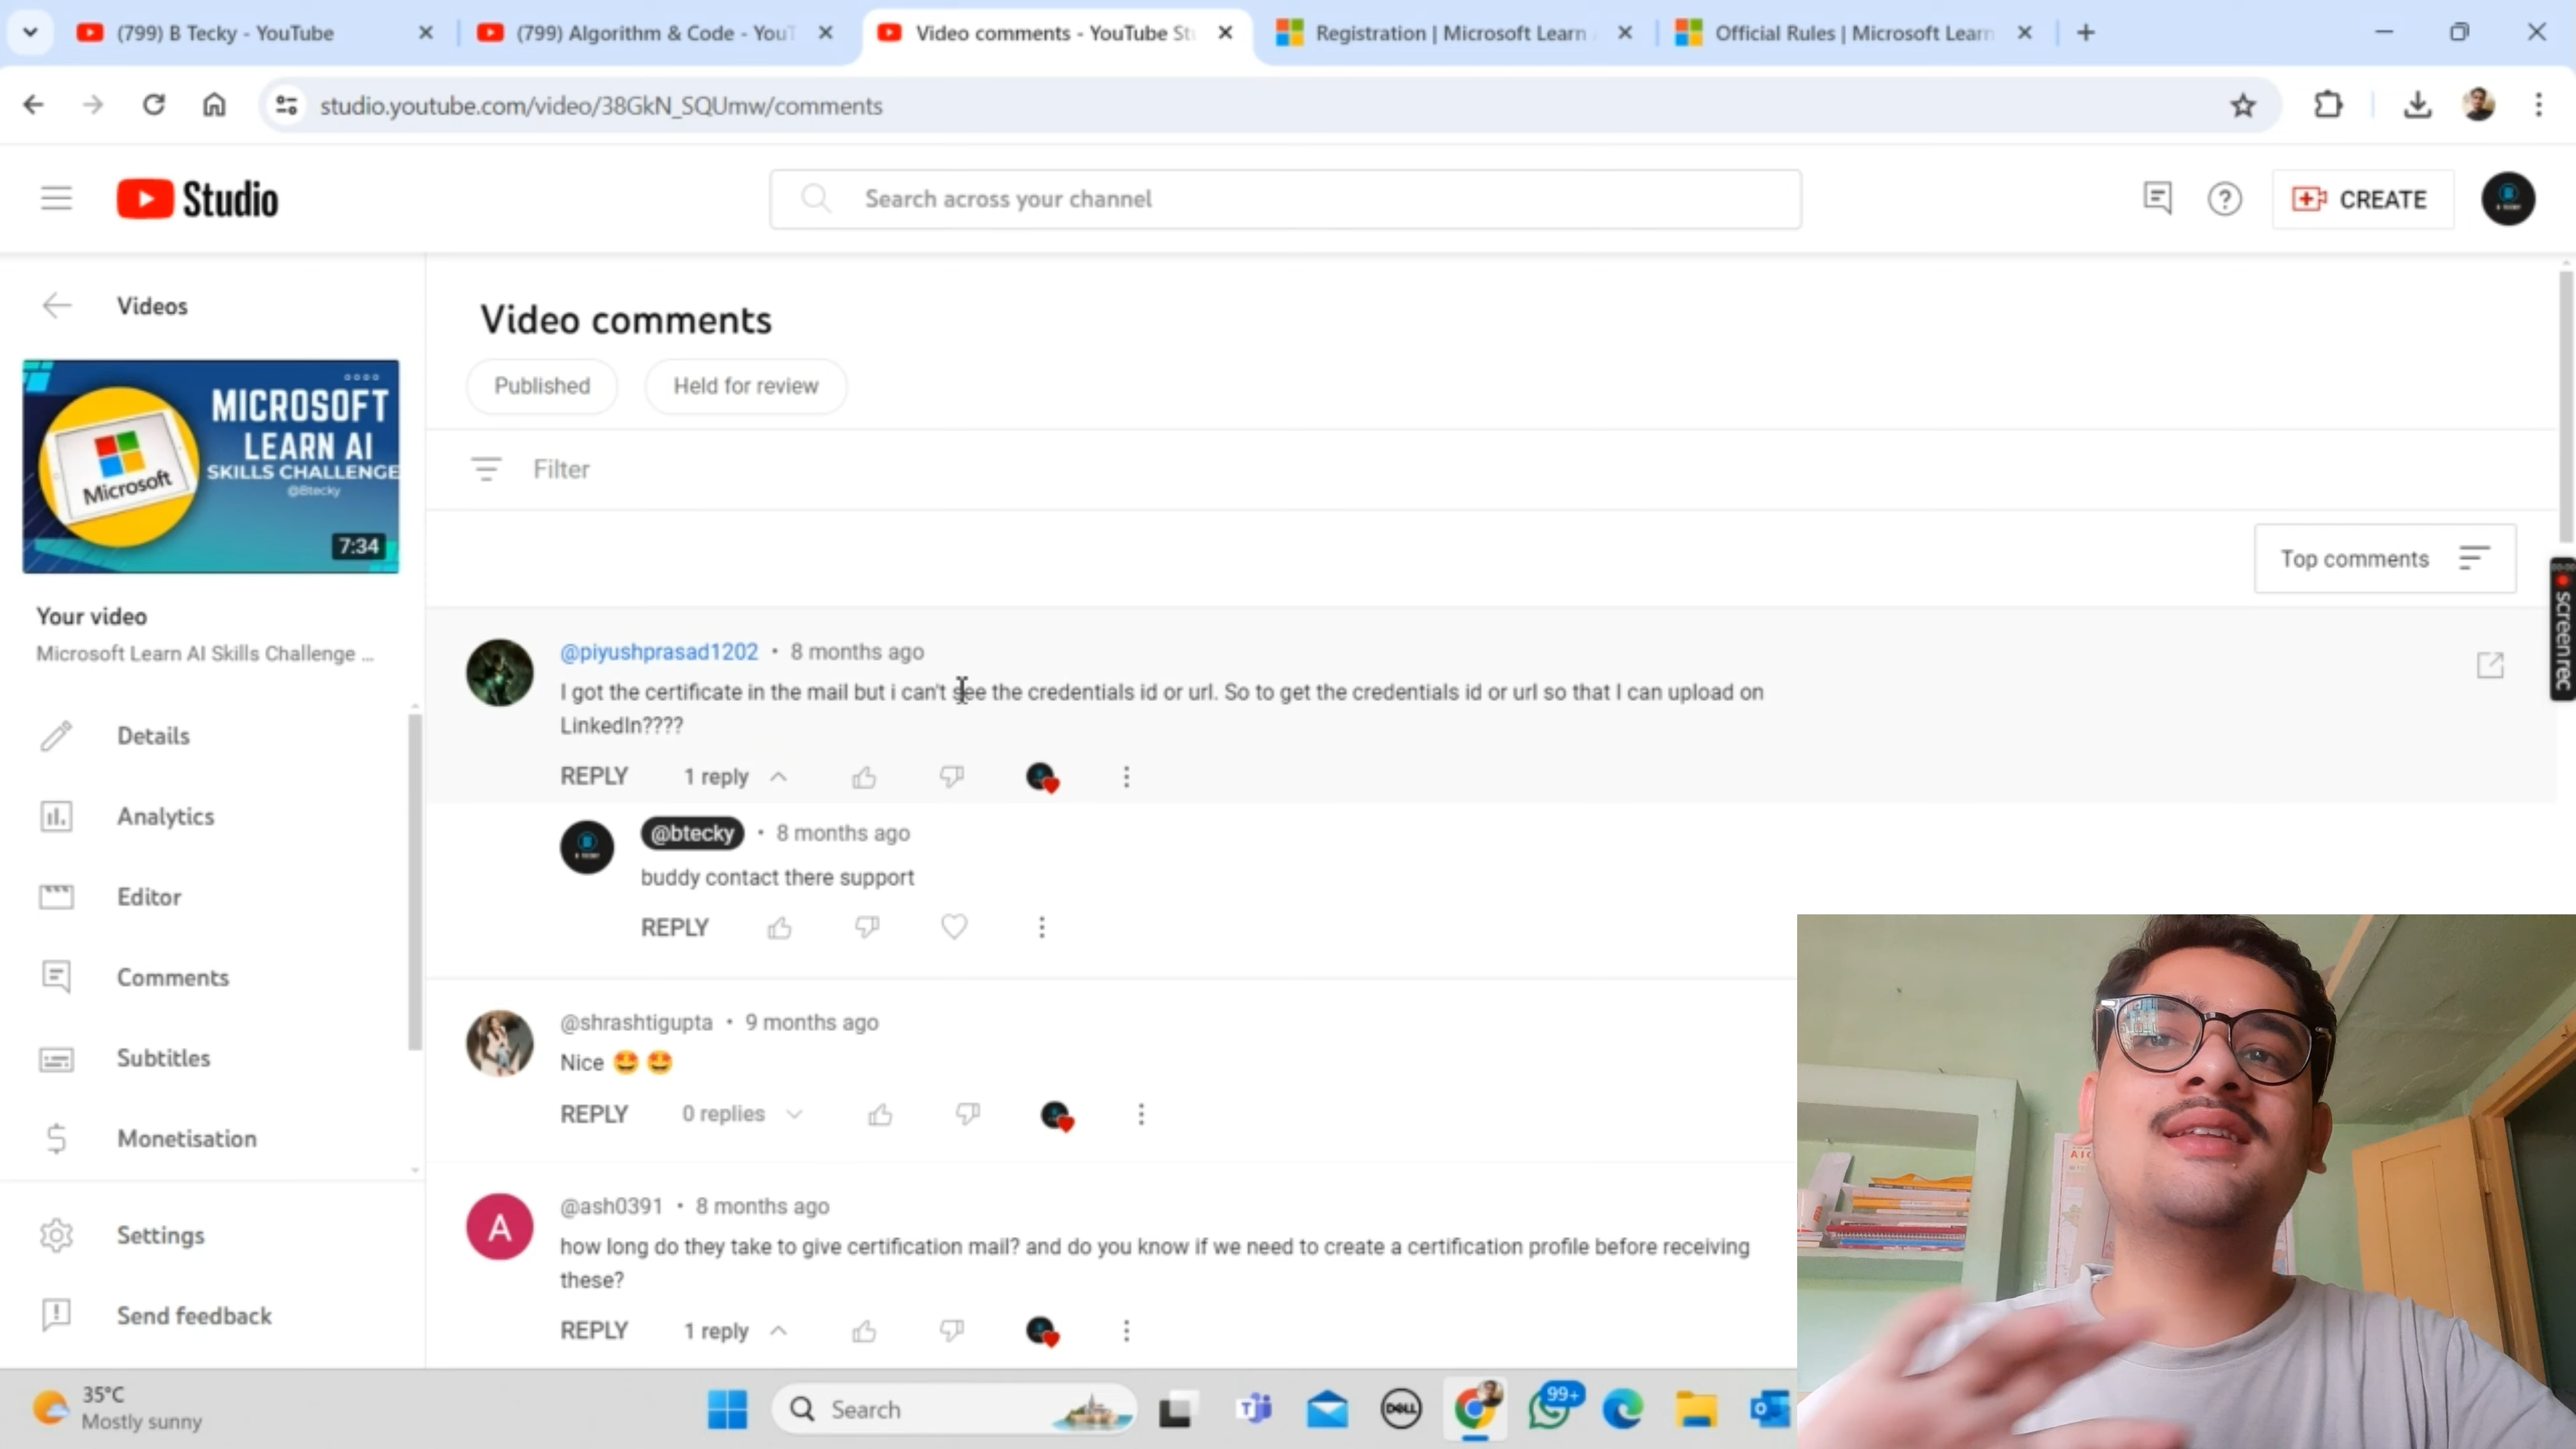 (799) B Tecky - YouTube
(799) Algorithm & Code - YouT
Video comments - YouTube St
Registration | Microsoft Learn
Official Rules | Microsoft Learn
studio.youtube.com/video/38GkN_SQUmw/comments
Studio
Search across your channel
CREATE
Videos
MICROSOFT
LEARN AI
SKILLS CHALLENGE
@Btecky
Microsoft
7:34
Your video
Microsoft Learn AI Skills Challenge ...
Details
Analytics
Editor
Comments
Subtitles
Monetisation
Settings
Send feedback
Video comments
Published
Held for review
Filter
Top comments
screenrec
@piyushprasad1202 • 8 months ago
I got the certificate in the mail but i can't see the credentials id or url. So to get the credentials id or url so that I can upload on
LinkedIn????
REPLY 1 reply
@btecky • 8 months ago
buddy contact there support
REPLY
@shrashtigupta • 9 months ago
Nice 🤩 🤩
REPLY 0 replies
A
@ash0391 • 8 months ago
how long do they take to give certification mail? and do you know if we need to create a certification profile before receiving
these?
REPLY 1 reply
35°C
Mostly sunny
Search
DELL
99+